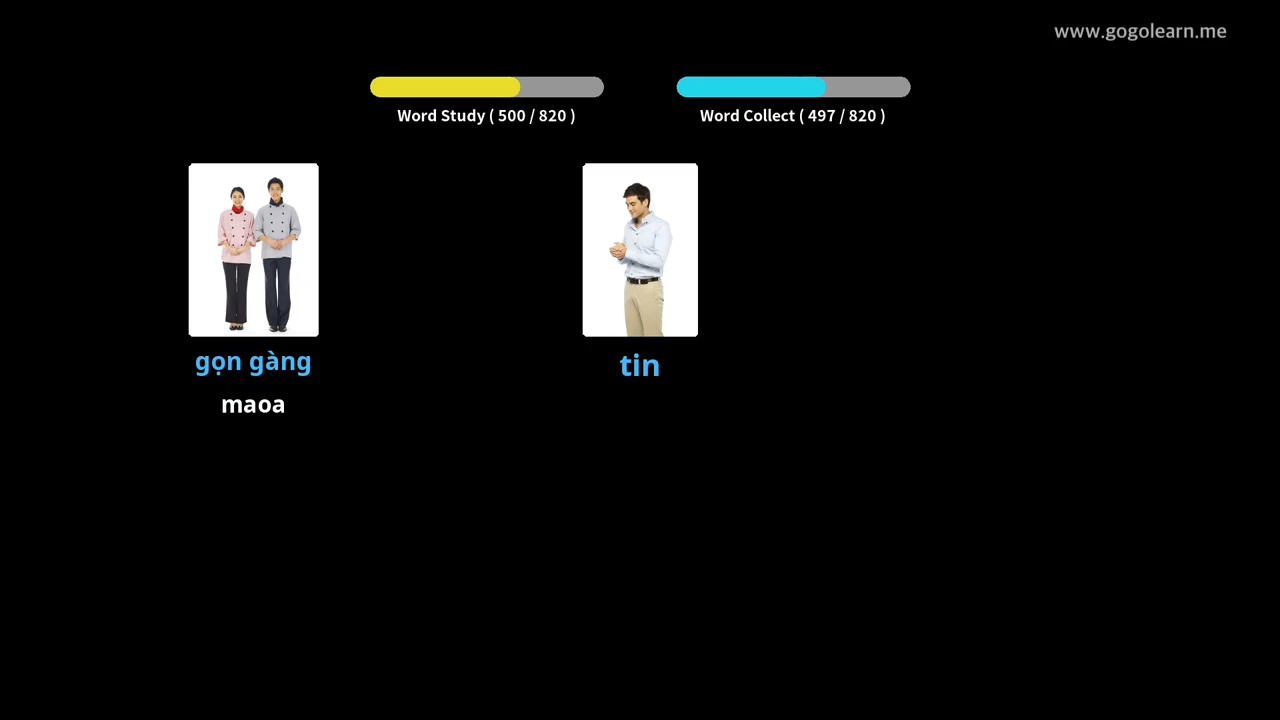 www.gogolearn.me
Word Study ( 500 / 820 )
Word Collect ( 497 / 820 )
gọn gàng
maoa
tin